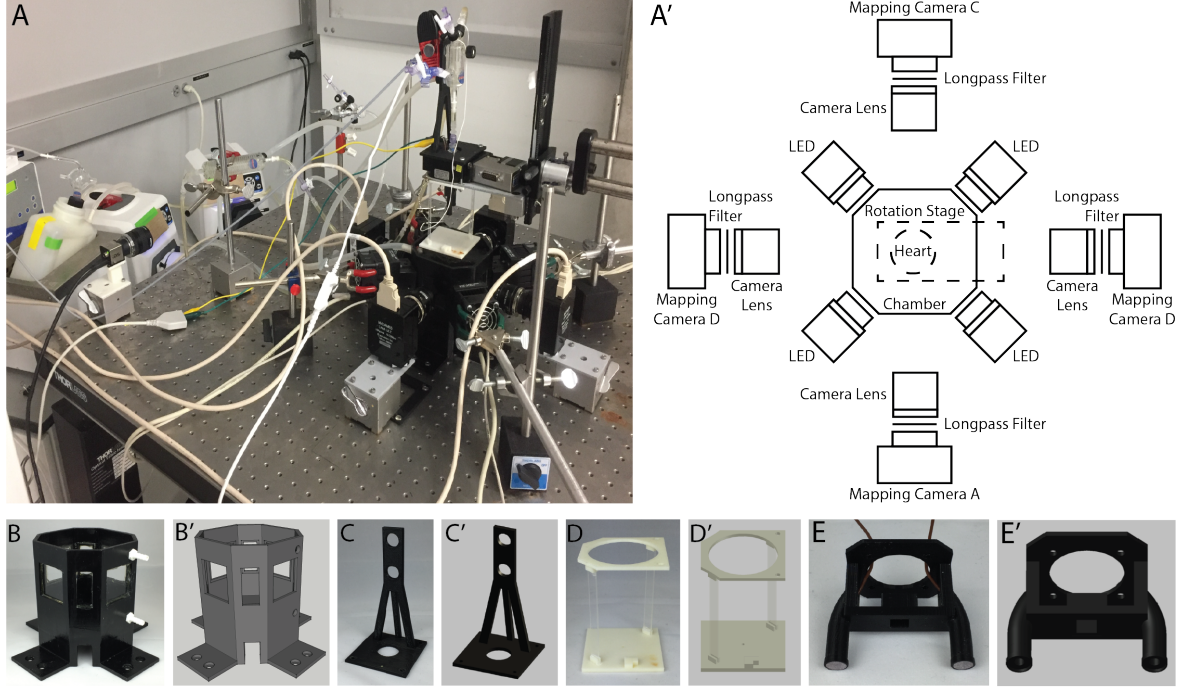 A
A′
Mapping Camera C
Longpass Filter
Camera Lens
LED
LED
Longpass
Filter
Longpass
Filter
Rotation Stage
Heart
Camera
Lens
Camera
Lens
Mapping
Camera D
Mapping
Camera D
Chamber
LED
LED
Camera Lens
Longpass Filter
Mapping Camera A
B
B′
C
C′
D
D′
E
E′